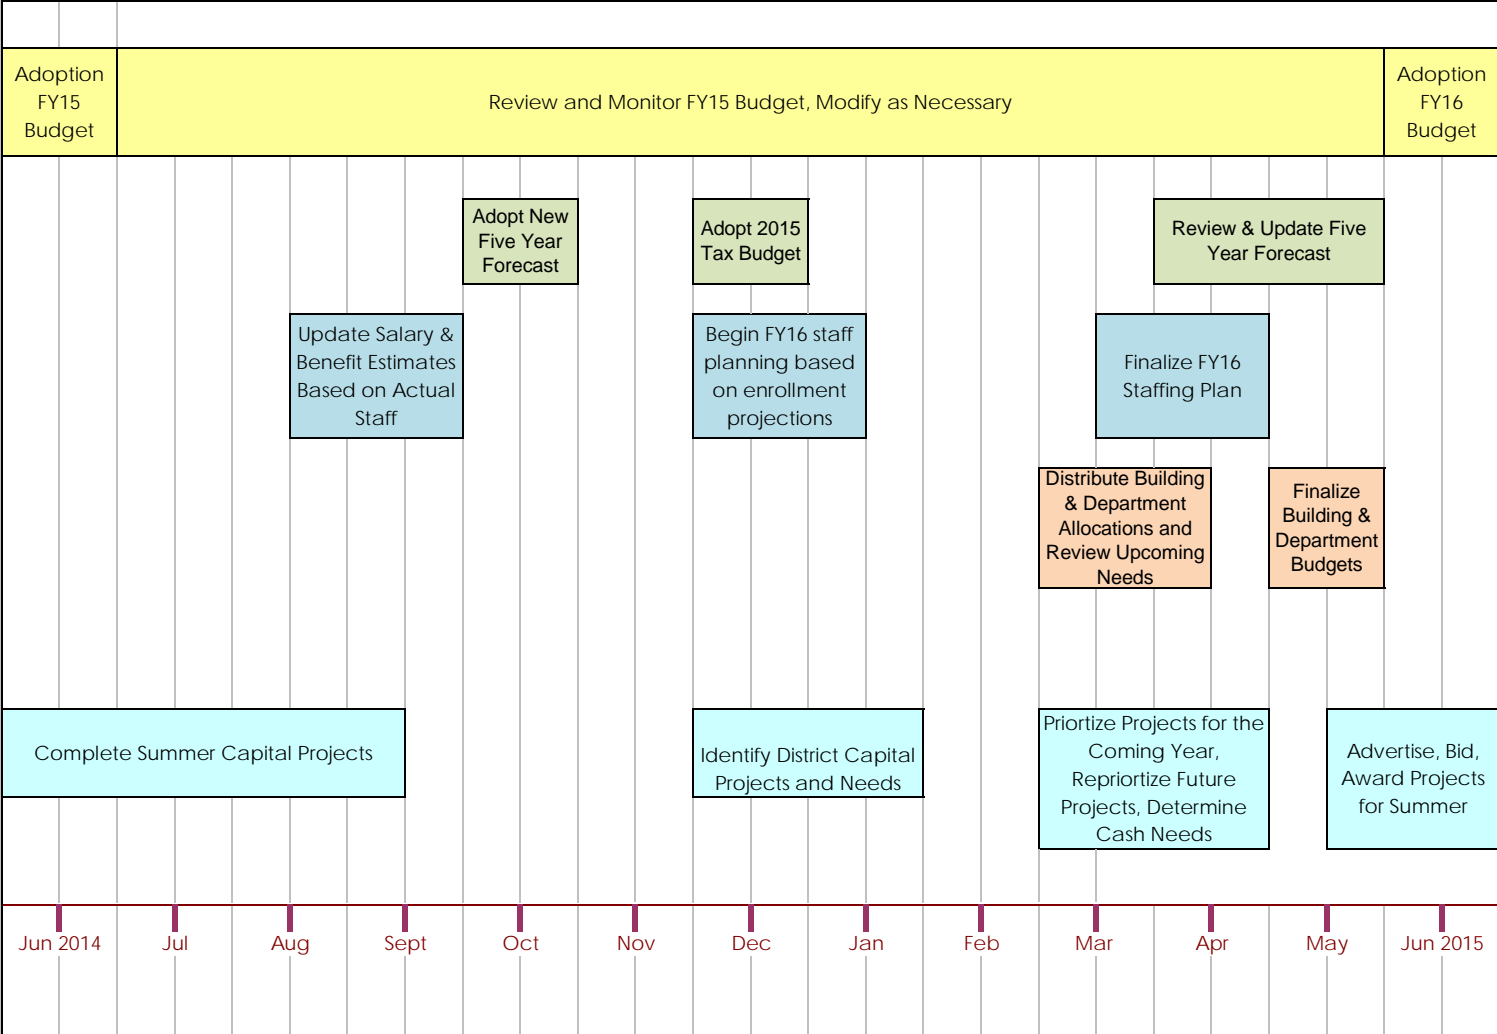 Adoption
FY15
Budget
Review and Monitor FY15 Budget, Modify as Necessary
Adoption
FY16
Budget
Adopt New
Five Year
Forecast
Adopt 2015
Tax Budget
Review & Update Five
Year Forecast
Update Salary &
Benefit Estimates
Based on Actual
Staff
Begin FY16 staff
planning based
on enrollment
projections
Finalize FY16
Staffing Plan
Distribute Building
& Department
Allocations and
Review Upcoming
Needs
Finalize
Building &
Department
Budgets
Complete Summer Capital Projects
Identify District Capital
Projects and Needs
Priortize Projects for the
Coming Year,
Repriortize Future
Projects, Determine
Cash Needs
Advertise, Bid,
Award Projects
for Summer
Jun 2014
Jul
Aug
Sept
Oct
Nov
Dec
Jan
Feb
Mar
Apr
May
Jun 2015